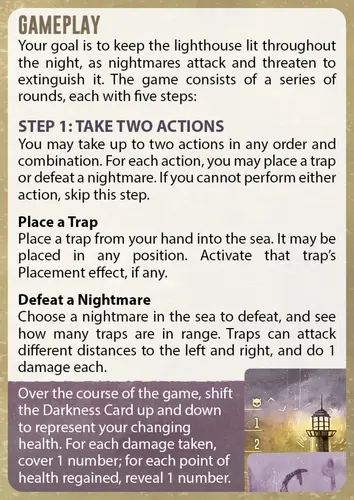 GAMEPLAY
Your goal is to keep the lighthouse lit throughout
the night, as nightmares attack and threaten to
extinguish it. The game consists of a series of
rounds, each with five steps:
STEP 1: TAKE TWO ACTIONS
You may take up to two actions in any order and
combination. For each action, you may place a trap
or defeat a nightmare. If you cannot perform either
action, skip this step.
Place a Trap
Place a trap from your hand into the sea. It may be
placed in any position. Activate that trap's
Placement effect, if any.
Defeat a Nightmare
Choose a nightmare in the sea to defeat, and see
how many traps are in range. Traps can attack
different distances to the left and right, and do 1
damage each.
Over the course of the game, shift
the Darkness Card up and down
to represent your changing
health. For each damage taken,
cover 1 number; for each point of
health regained, reveal 1 number.
1
2